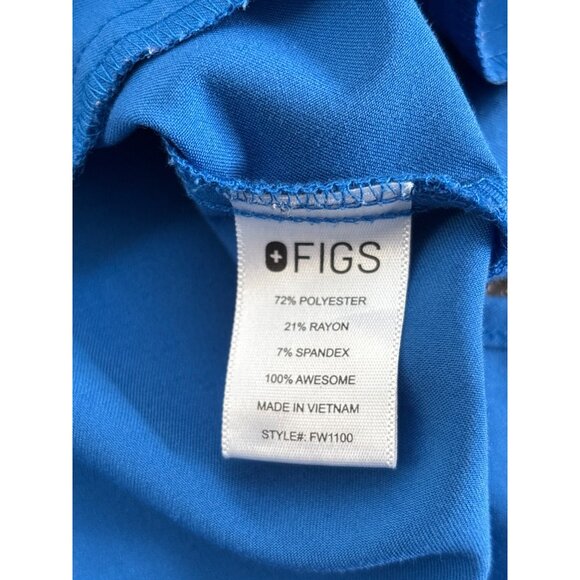 FIGS
72% POLYESTER
21% RAYON
7% SPANDEX
100% AWESOME
MADE IN VIETNAM
STYLE#: FW1100